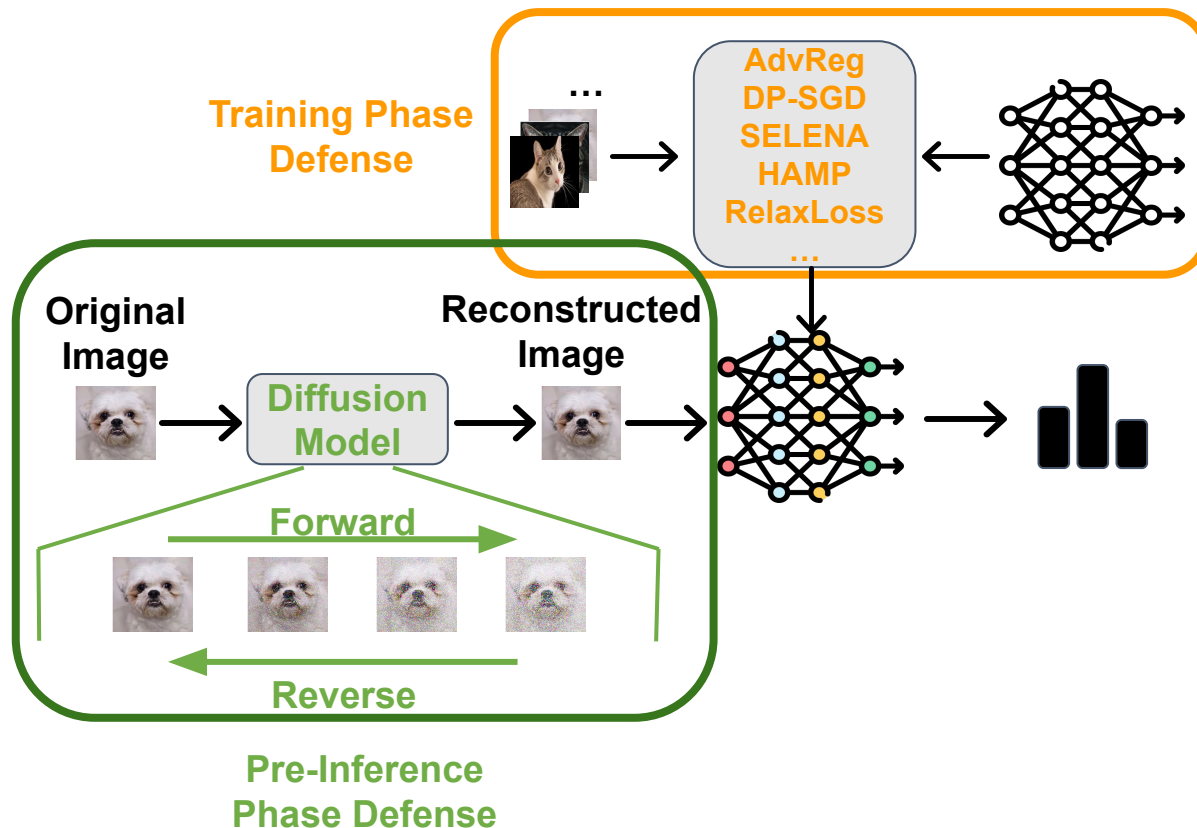 Training Phase
Defense
...
AdvReg
DP-SGD
SELENA
HAMP
RelaxLoss
...
Original
Image
Reconstructed
Image
Diffusion
Model
Forward
Reverse
Pre-Inference
Phase Defense